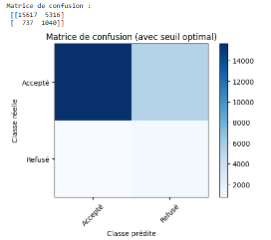 Matrice de confusion :
[[15617 5316]
[ 737 1040]]
Matrice de confusion (avec seuil optimal)
Classe réelle
Accepté
Refusé
Accepté
Refusé
Classe prédite
14000
12000
10000
8000
6000
4000
2000